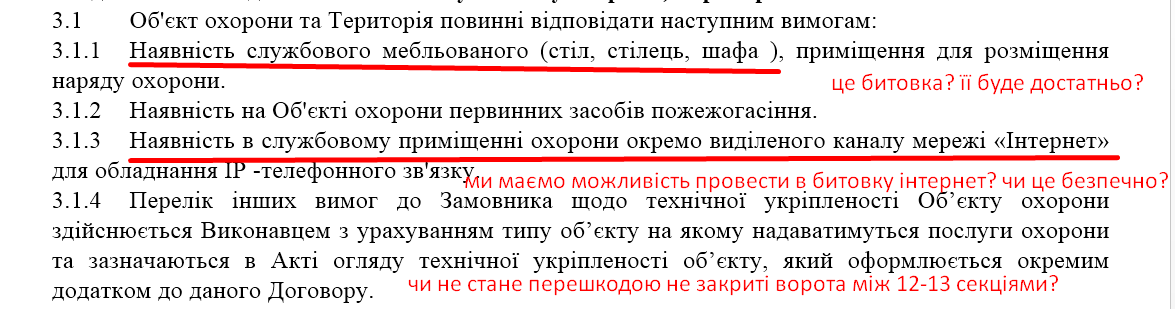 3.1 Об'єкт охорони та Територія повинні відповідати наступним вимогам:
3.1.1 Наявність службового мебльованого (стіл, стілець, шафа ), приміщення для розміщення
наряду охорони.
це битовка? її буде достатньо?
3.1.2 Наявність на Об'єкті охорони первинних засобів пожежогасіння.
3.1.3 Наявність в службовому приміщенні охорони окремо виділеного каналу мережі «Інтернет»
для обладнання IP -телефонного зв'язку.
ми маємо можливість провести в битовку інтернет? чи це безпечно?
3.1.4 Перелік інших вимог до Замовника щодо технічної укріпленості Об’єкту охорони
здійснюється Виконавцем з урахуванням типу об’єкту на якому надаватимуться послуги охорони
та зазначаються в Акті огляду технічної укріпленості об’єкту, який оформлюється окремим
додатком до даного Договору.
чи не стане перешкодою не закриті ворота між 12-13 секціями?